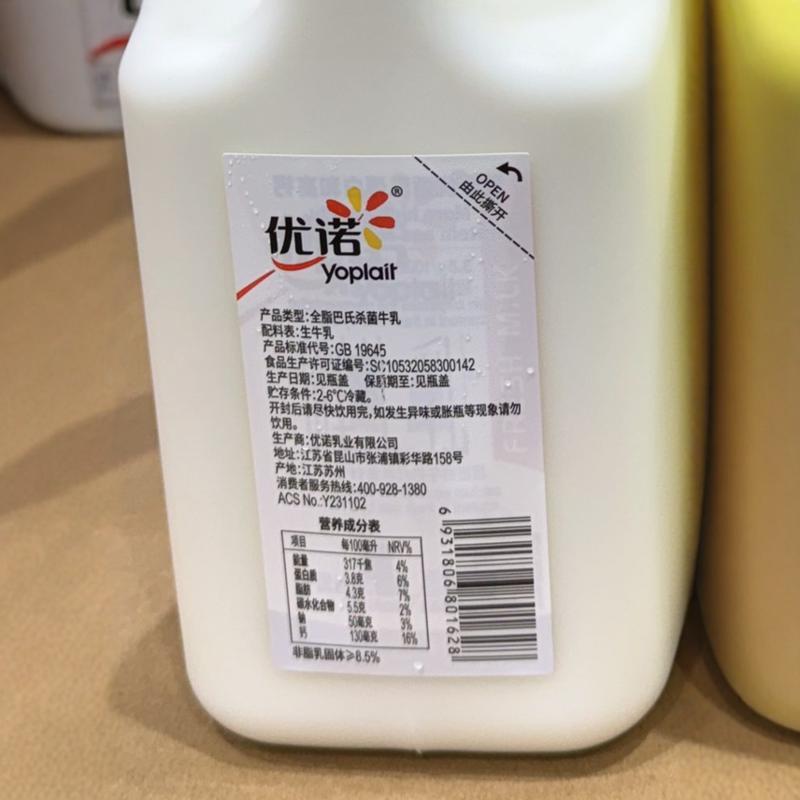 OPEN
由此撕开
优诺®
Yoplait
产品类型:全脂巴氏杀菌牛乳
配料表:生牛乳
产品标准代号:GB 19645
食品生产许可证编号:SC10532058300142
生产日期:见瓶盖 保质期至:见瓶盖
贮存条件:2-6°C冷藏。
开封后请尽快饮用完,如发生异味或胀瓶等现象请勿
饮用。
生产商:优诺乳业有限公司
地址:江苏省昆山市张浦镇彩华路158号
产地:江苏苏州
消费者服务热线:400-928-1380
ACS No.:Y231102
营养成分表
项目 每100毫升 NRV%
能量 317千焦 4%
蛋白质 3.8克 6%
脂肪 4.3克 7%
碳水化合物 5.5克 2%
钠 50毫克 3%
钙 130毫克 16%
非脂乳固体≥8.5%
6 931806 801628
FRESH MILK